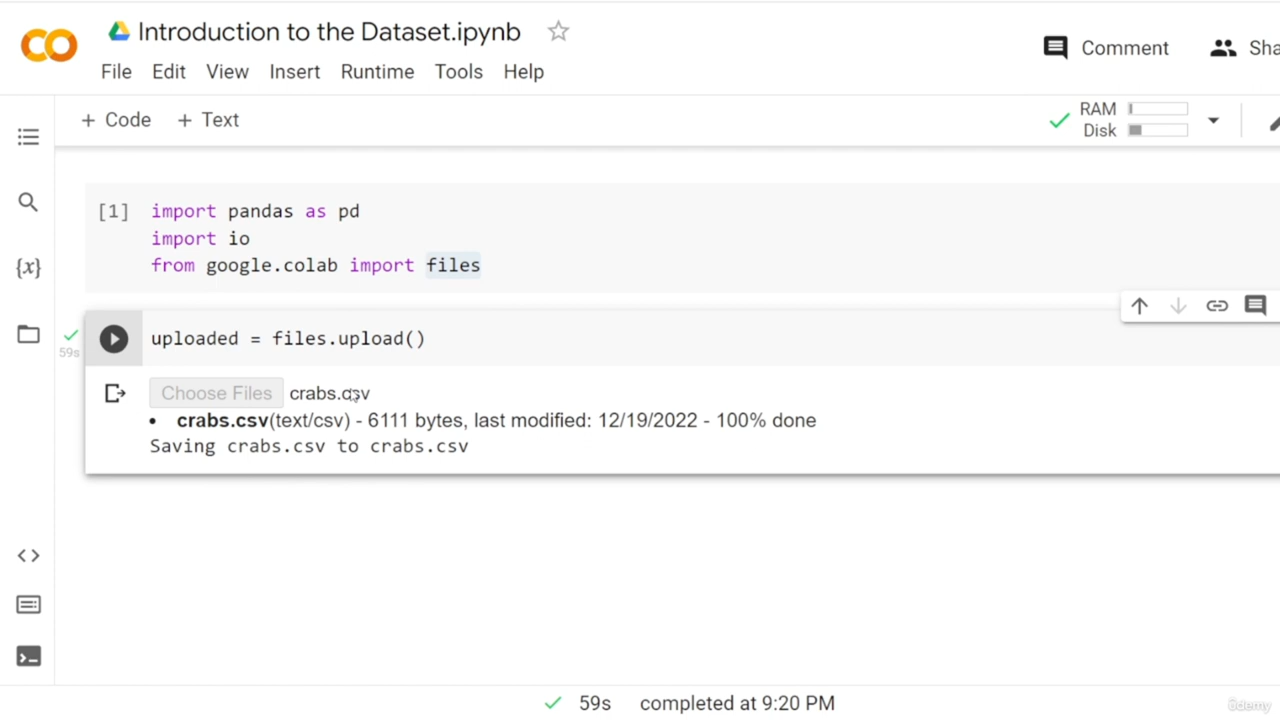 Introduction to the Dataset.ipynb
File Edit View Insert Runtime Tools Help
Comment
+ Code + Text
RAM
Disk
[1] import pandas as pd
import io
from google.colab import files
{x}
59s
uploaded = files.upload()
Choose Files crabs.csv
• crabs.csv(text/csv) - 6111 bytes, last modified: 12/19/2022 - 100% done
Saving crabs.csv to crabs.csv
59s completed at 9:20 PM
ûdemy